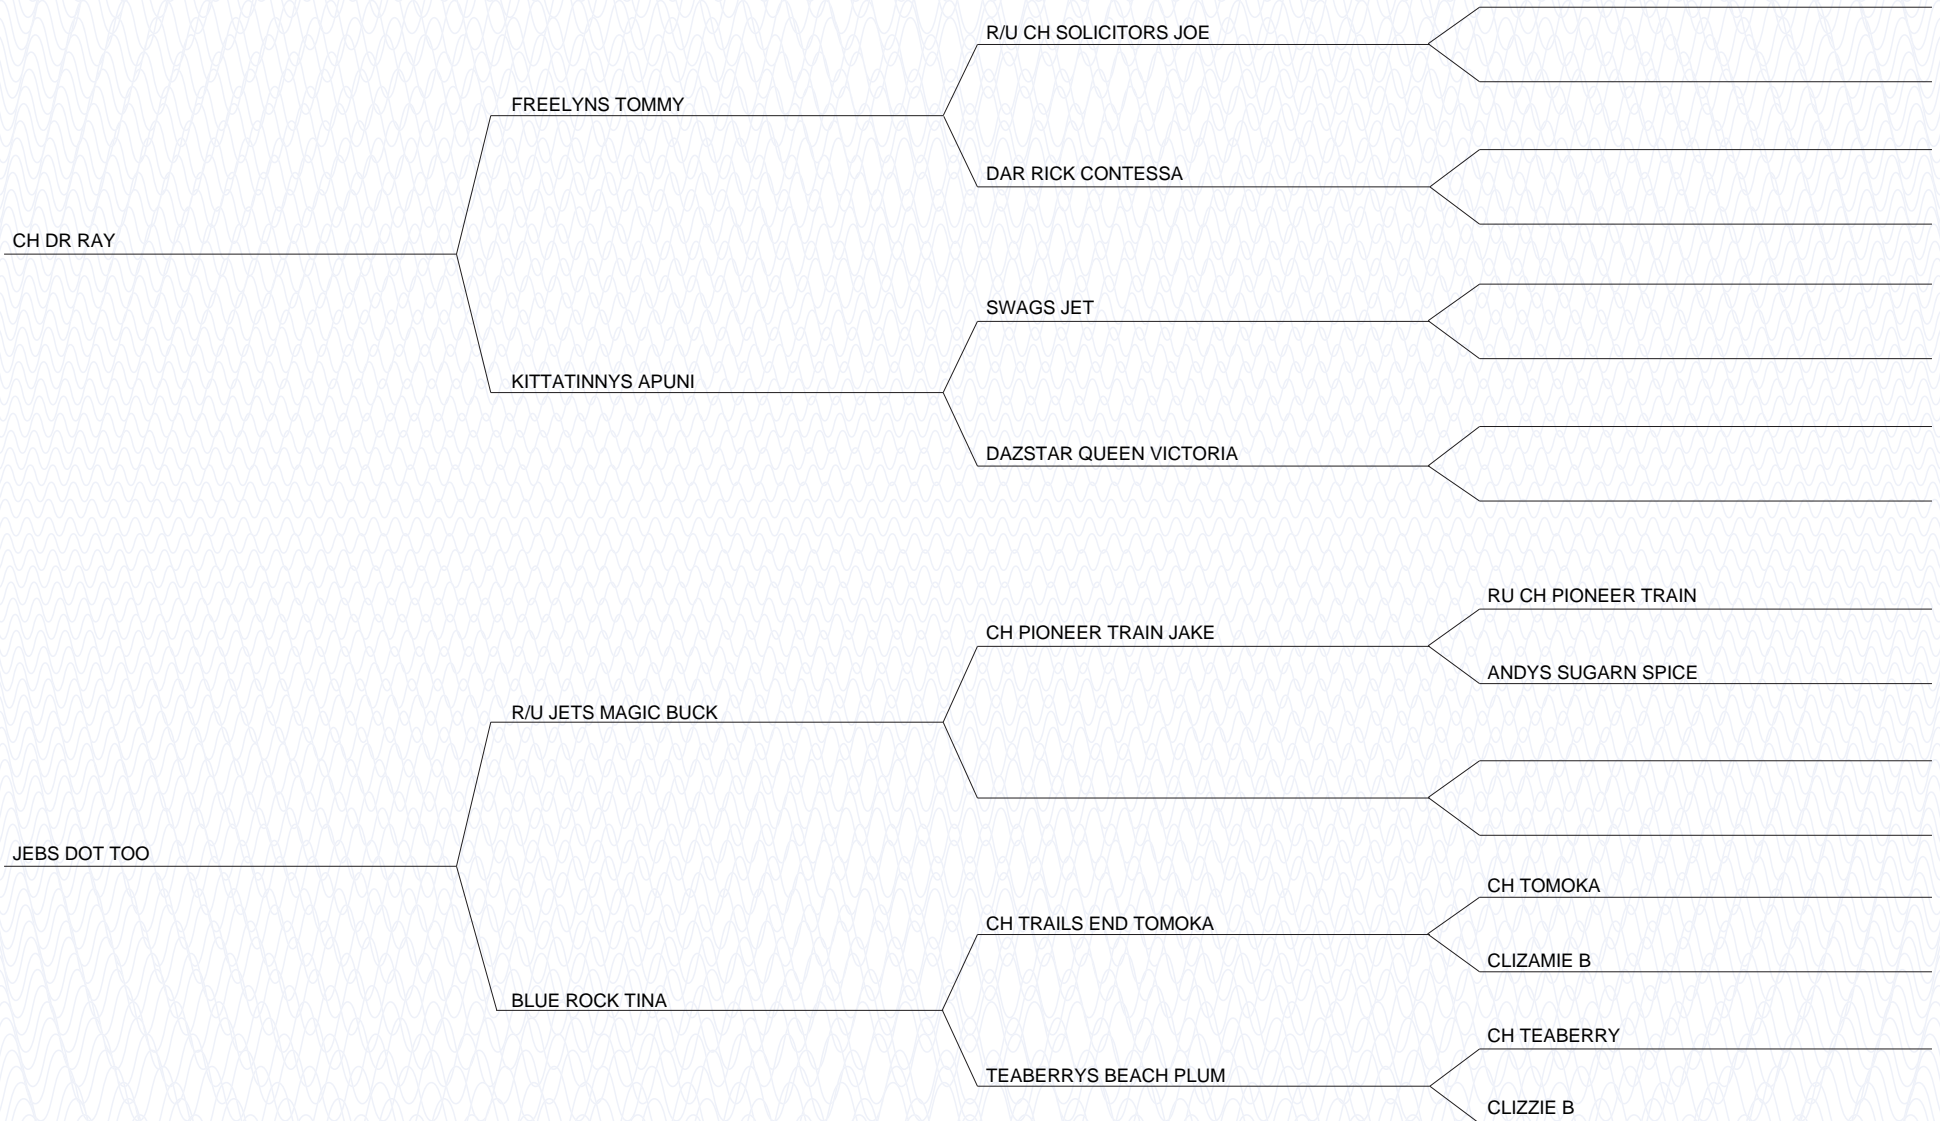 R/U CH SOLICITORS JOE
FREELYNS TOMMY
DAR RICK CONTESSA
CH DR RAY
SWAGS JET
KITTATINNYS APUNI
DAZSTAR QUEEN VICTORIA
RU CH PIONEER TRAIN
CH PIONEER TRAIN JAKE
ANDYS SUGARN SPICE
R/U JETS MAGIC BUCK
JEBS DOT TOO
CH TOMOKA
CH TRAILS END TOMOKA
CLIZAMIE B
BLUE ROCK TINA
CH TEABERRY
TEABERRYS BEACH PLUM
CLIZZIE B